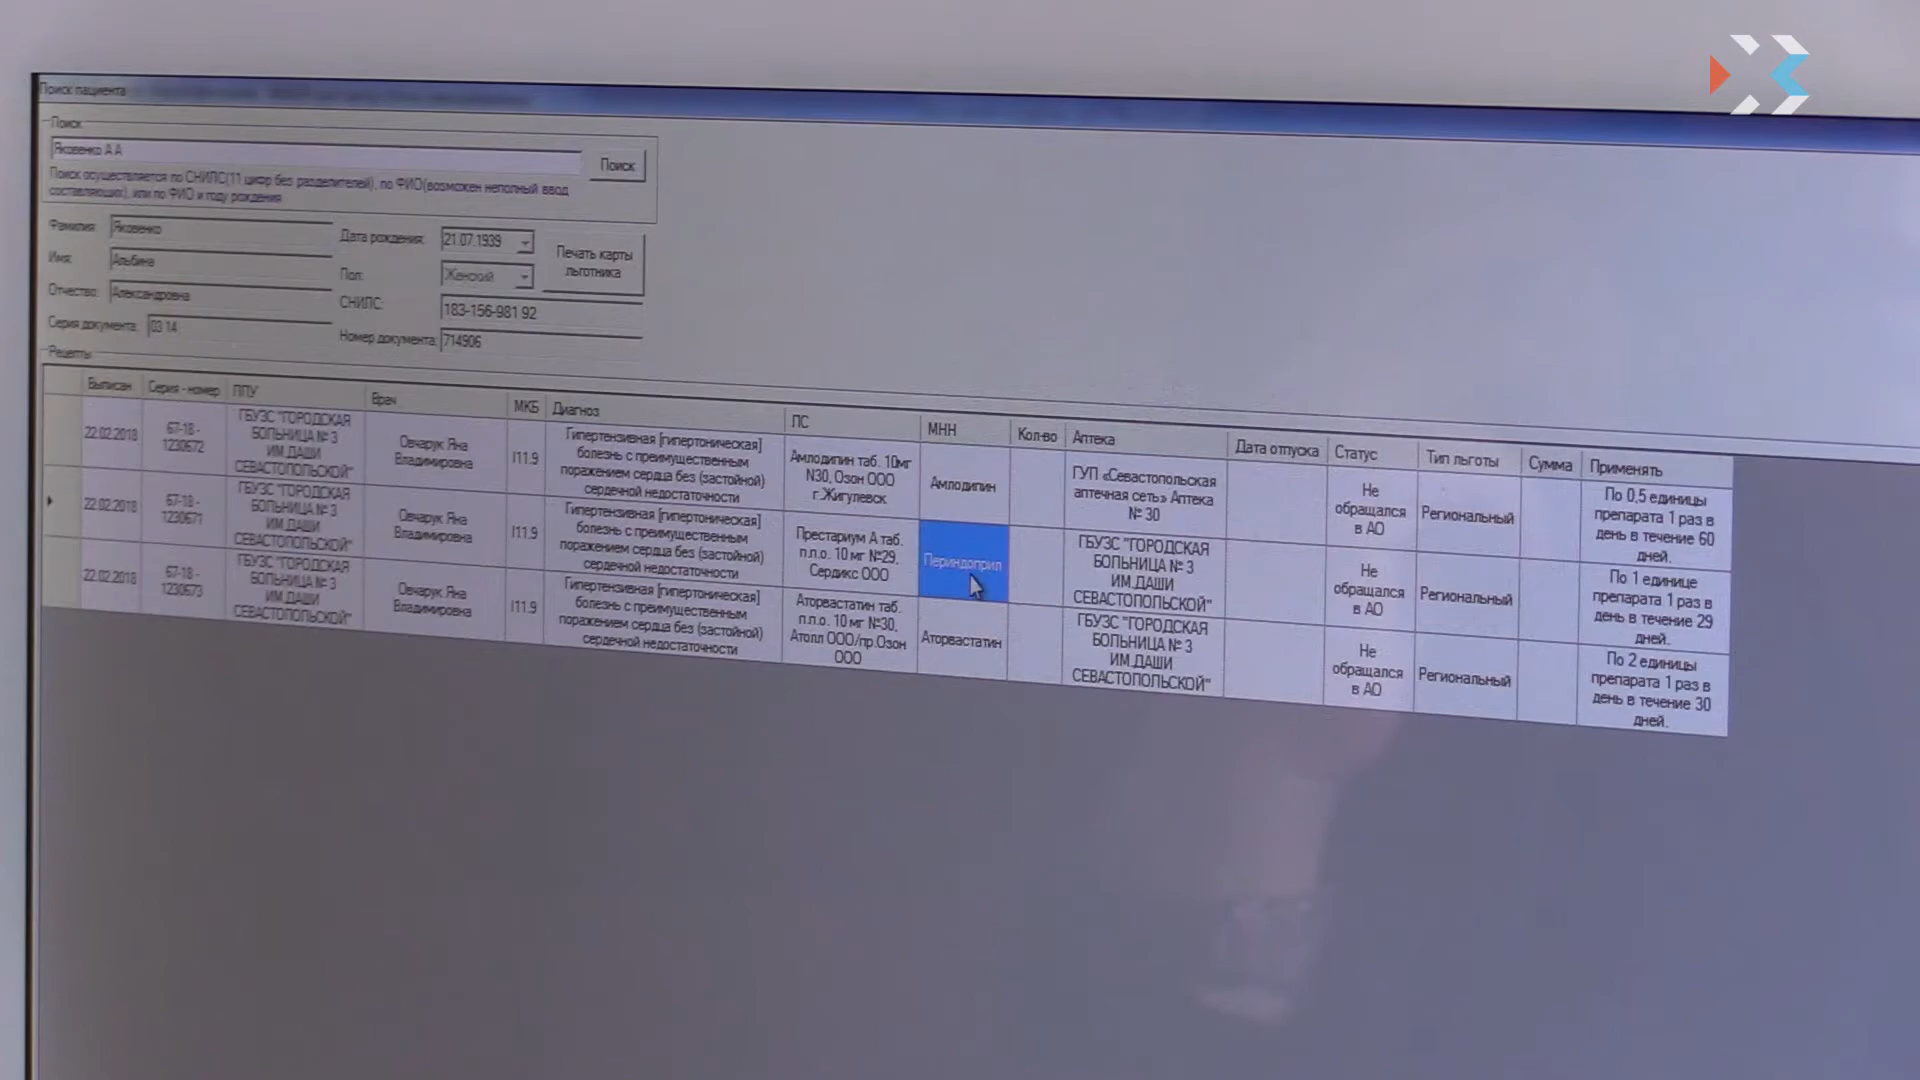 Поиск пациента
Поиск
Яковенко А А
Поиск
Поиск осуществляется по СНИЛС(11 цифр без разделителей), по ФИО(возможен неполный ввод
составляющих), или по ФИО и году рождения
Фамилия: Яковенко
Дата рождения: 21.07.1939
Печать карты
льготника
Имя: Альбина
Пол: Женский
Отчество: Александровна
СНИЛС: 183-156-981 92
Серия документа: 03 14
Номер документа: 714906
Рецепты
Выписан Серия - номер ЛПУ Врач МКБ Диагноз ЛС МНН Кол-во Аптека Дата отпуска Статус Тип льготы Сумма Применять
22.02.2018
67-18 -
1230672
ГБУЗС "ГОРОДСКАЯ
БОЛЬНИЦА № 3
ИМ.ДАШИ
СЕВАСТОПОЛЬСКОЙ"
Овчарук Яна
Владимировна
I11.9
Гипертензивная [гипертоническая]
болезнь с преимущественным
поражением сердца без (застойной)
сердечной недостаточности
Амлодипин таб. 10мг
N30, Озон ООО
г.Жигулевск
Амлодипин
ГУП «Севастопольская
аптечная сеть» Аптека
№ 30
Не
обращался
в АО
Региональный
По 0,5 единицы
препарата 1 раз в
день в течение 60
дней.
22.02.2018
67-18 -
1230671
ГБУЗС "ГОРОДСКАЯ
БОЛЬНИЦА № 3
ИМ.ДАШИ
СЕВАСТОПОЛЬСКОЙ"
Овчарук Яна
Владимировна
I11.9
Гипертензивная [гипертоническая]
болезнь с преимущественным
поражением сердца без (застойной)
сердечной недостаточности
Престариум А таб.
п.п.о. 10 мг №29,
Сердикс ООО
Периндоприл
ГБУЗС "ГОРОДСКАЯ
БОЛЬНИЦА № 3
ИМ.ДАШИ
СЕВАСТОПОЛЬСКОЙ"
Не
обращался
в АО
Региональный
По 1 единице
препарата 1 раз в
день в течение 29
дней.
22.02.2018
67-18 -
1230673
ГБУЗС "ГОРОДСКАЯ
БОЛЬНИЦА № 3
ИМ.ДАШИ
СЕВАСТОПОЛЬСКОЙ"
Овчарук Яна
Владимировна
I11.9
Гипертензивная [гипертоническая]
болезнь с преимущественным
поражением сердца без (застойной)
сердечной недостаточности
Аторвастатин таб.
п.п.о. 10 мг №30,
Атолл ООО/пр.Озон
ООО
Аторвастатин
ГБУЗС "ГОРОДСКАЯ
БОЛЬНИЦА № 3
ИМ.ДАШИ
СЕВАСТОПОЛЬСКОЙ"
Не
обращался
в АО
Региональный
По 2 единицы
препарата 1 раз в
день в течение 30
дней.